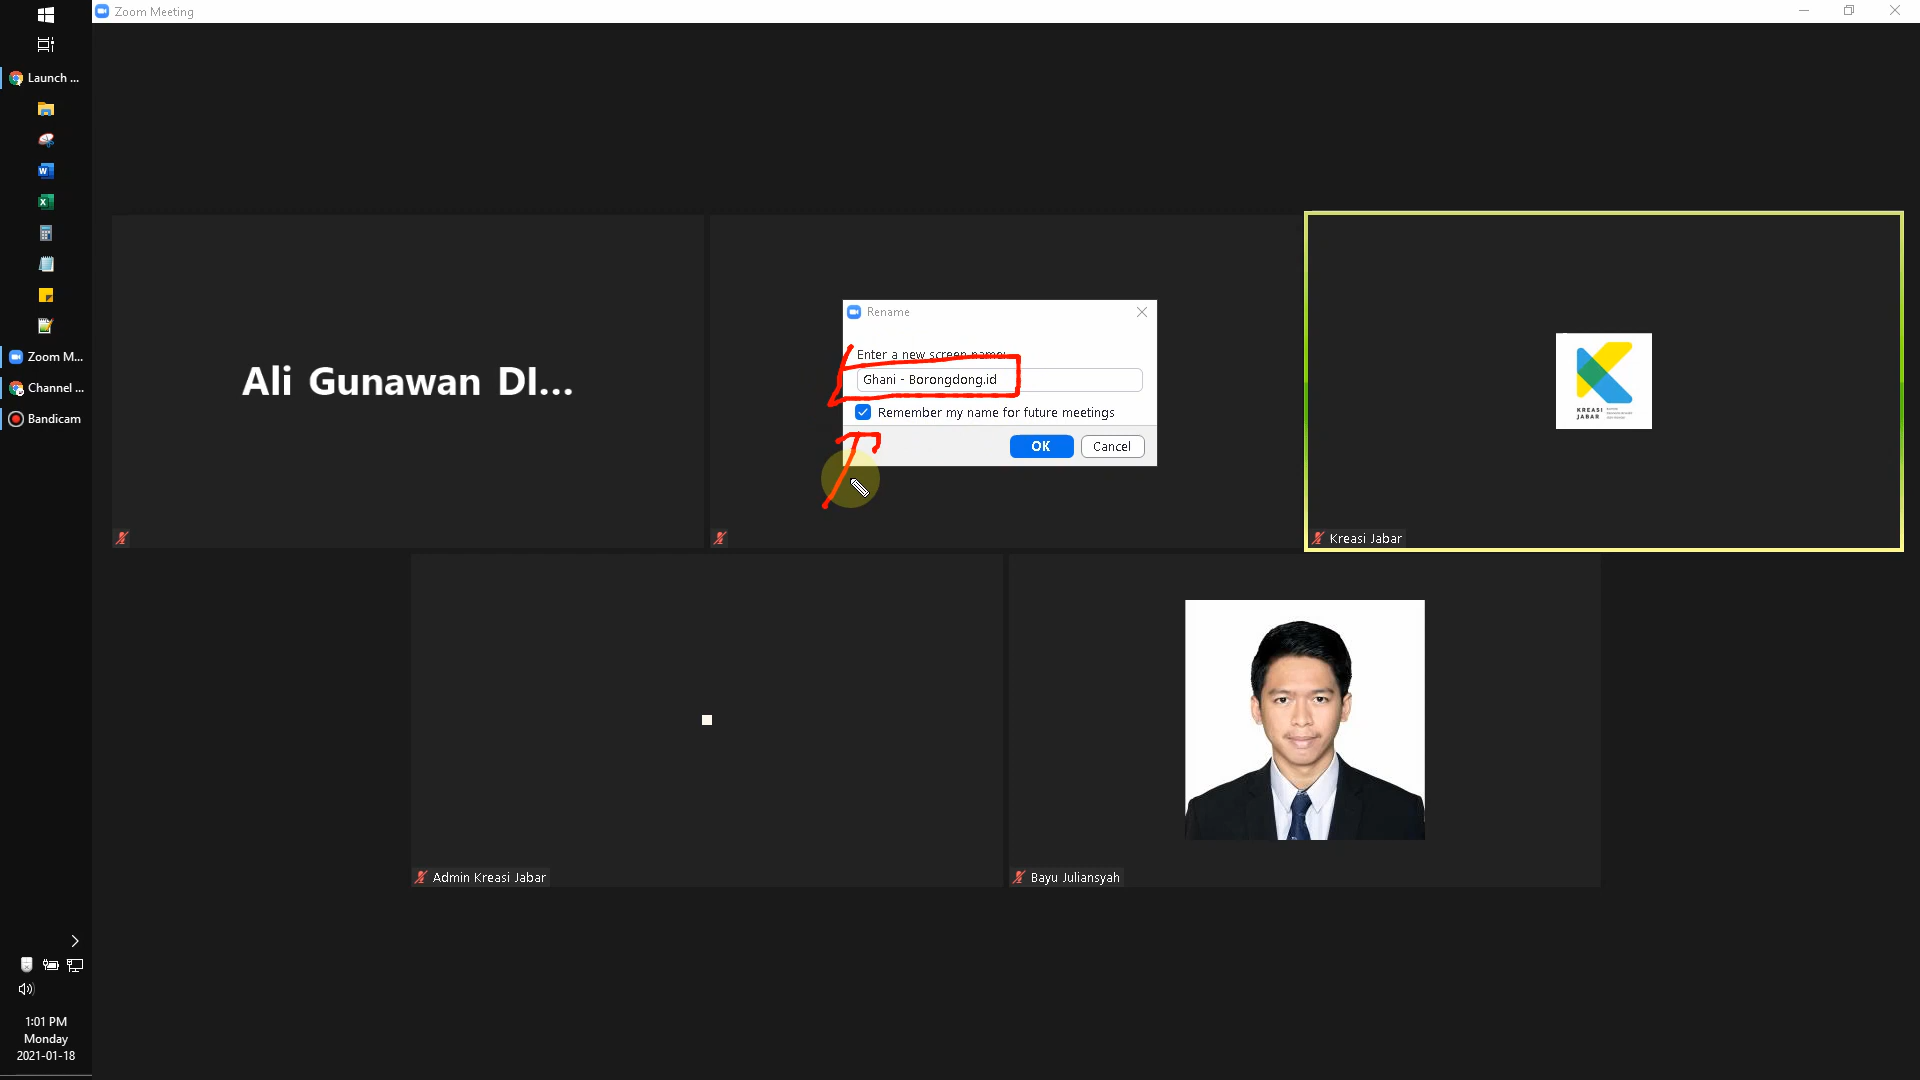 Zoom Meeting
Launch ...
Zoom M...
Channel ...
Bandicam
1:01 PM
Monday
2021-01-18
Ali Gunawan DI...
Rename
Enter a new screen name:
Ghani - Borongdong.id
Remember my name for future meetings
OK
Cancel
KREASI
JABAR
Kreasi Jabar
Admin Kreasi Jabar
Bayu Juliansyah